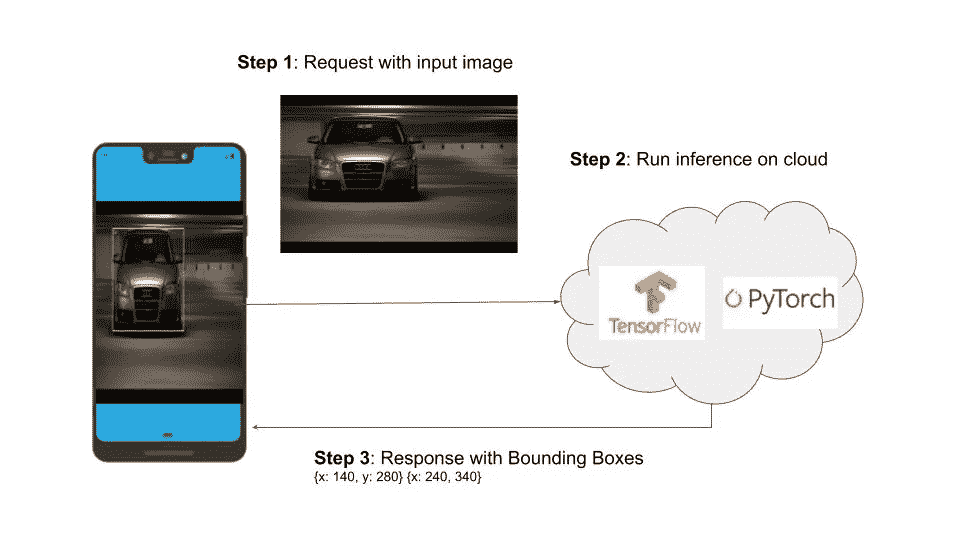 Step 1: Request with input image
Step 2: Run inference on cloud
TensorFlow
PyTorch
Step 3: Response with Bounding Boxes
{x: 140, y: 280} {x: 240, 340}